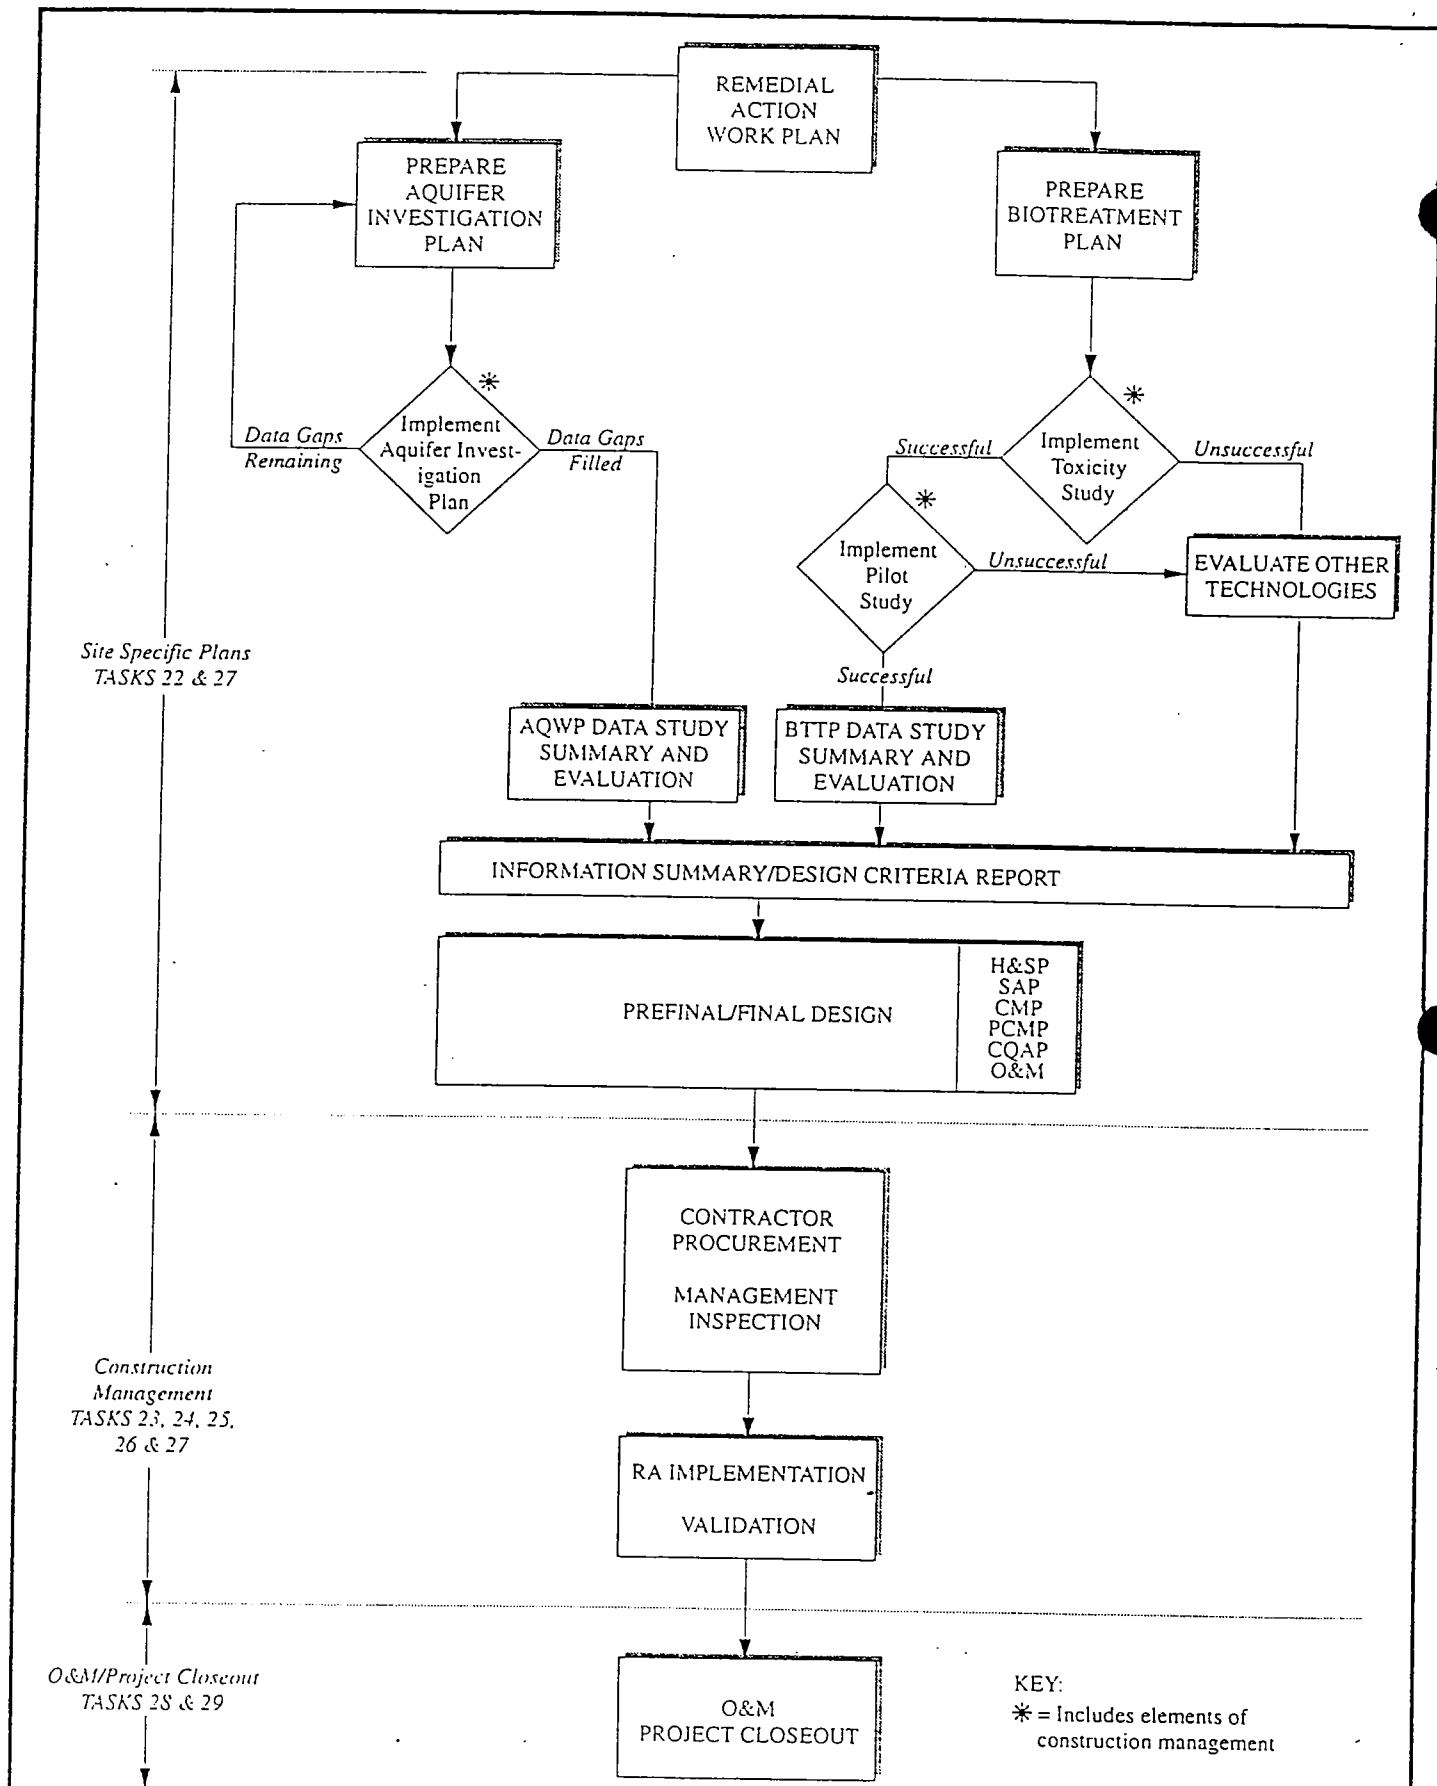 REMEDIAL
ACTION
WORK PLAN
PREPARE
AQUIFER
INVESTIGATION
PLAN
PREPARE
BIOTREATMENT
PLAN
Implement
Aquifer Invest-
igation
Plan
Data Gaps
Remaining
Data Gaps
Filled
Implement
Toxicity
Study
Successful
Unsuccessful
Implement
Pilot
Study
Unsuccessful
Successful
EVALUATE OTHER
TECHNOLOGIES
Site Specific Plans
TASKS 22 & 27
AQWP DATA STUDY
SUMMARY AND
EVALUATION
BTTP DATA STUDY
SUMMARY AND
EVALUATION
INFORMATION SUMMARY/DESIGN CRITERIA REPORT
PREFINAL/FINAL DESIGN
H&SP
SAP
CMP
PCMP
CQAP
O&M
CONTRACTOR
PROCUREMENT
MANAGEMENT
INSPECTION
Construction
Management
TASKS 23, 24, 25,
26 & 27
RA IMPLEMENTATION
VALIDATION
O&M/Project Closeout
TASKS 28 & 29
O&M
PROJECT CLOSEOUT
KEY:
✳ = Includes elements of
construction management